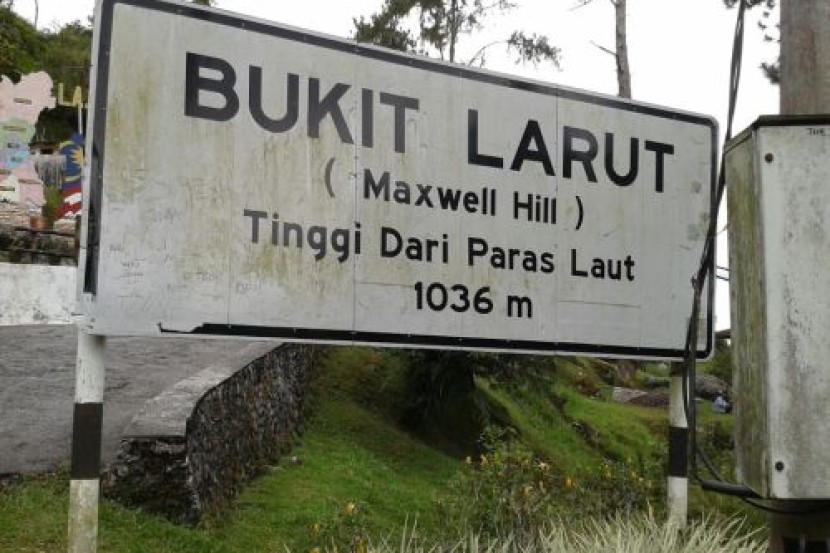 BUKIT LARUT
( Maxwell Hill )
Tinggi Dari Paras Laut
1036 m